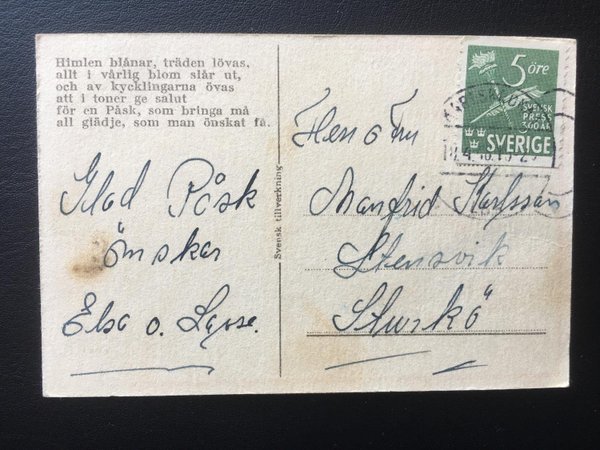 Himlen blånar, träden lövas,
allt i vårlig blom slår ut,
och av kycklingarna övas
att i toner ge salut
för en Påsk, som bringa må
all glädje, som man önskat få.
Glad Påsk
önskar
Elsa o. Lasse.
Svensk tillverkning
5 öre
SVENSK
PRESS
300 ÅR
SVERIGE
Herr o Fru
Manfrid Karlsson
Stensvik
Sturkö